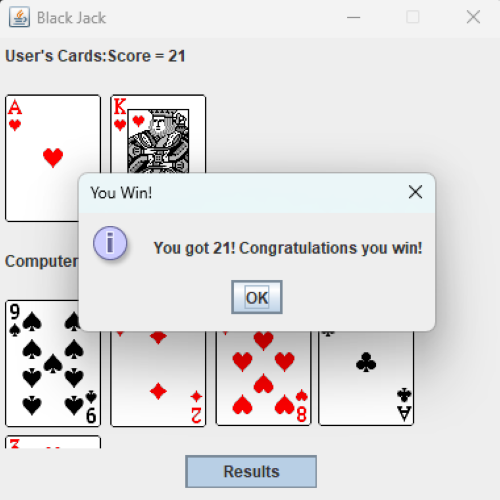 Black Jack
User's Cards:Score = 21
A
K
You Win!
You got 21! Congratulations you win!
OK
Computer
9
6
2
8
A
3
Results